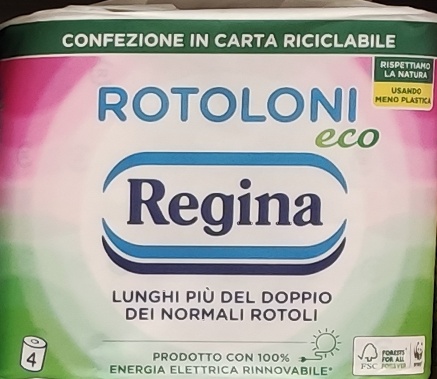 CONFEZIONE IN CARTA RICICLABILE
RISPETTIAMO
LA NATURA
USANDO
MENO PLASTICA
ROTOLONI
eco
Regina
LUNGHI PIÙ DEL DOPPIO
DEI NORMALI ROTOLI
4
PRODOTTO CON 100%
ENERGIA ELETTRICA RINNOVABILE*
FSC
FORESTS
FOR ALL
FOREVER